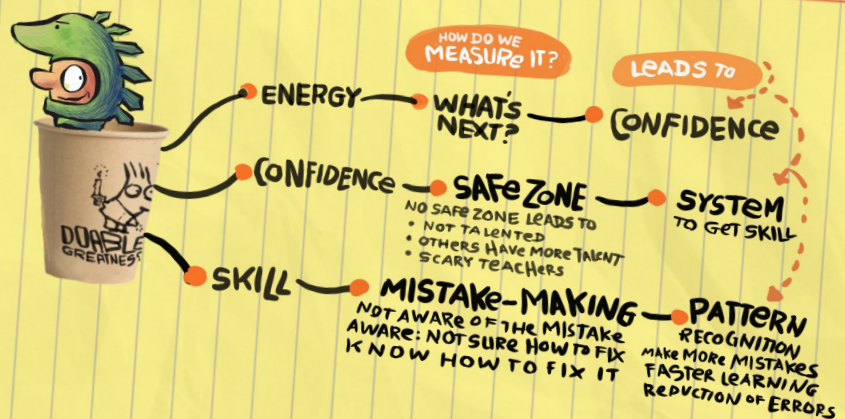 HOW DO WE
MEASURE IT?
LEADS TO
ENERGY
WHAT'S
NEXT?
CONFIDENCE
CONFIDENCE
SAFE ZONE
NO SAFE ZONE LEADS TO
• NOT TALENTED
• OTHERS HAVE MORE TALENT
• SCARY TEACHERS
SYSTEM
TO GET SKILL
DOABLE
GREATNESS
SKILL
MISTAKE-MAKING
NOT AWARE OF THE MISTAKE
AWARE: NOT SURE HOW TO FIX
KNOW HOW TO FIX IT
PATTERN
RECOGNITION
MAKE MORE MISTAKES
FASTER LEARNING
REDUCTION OF ERRORS